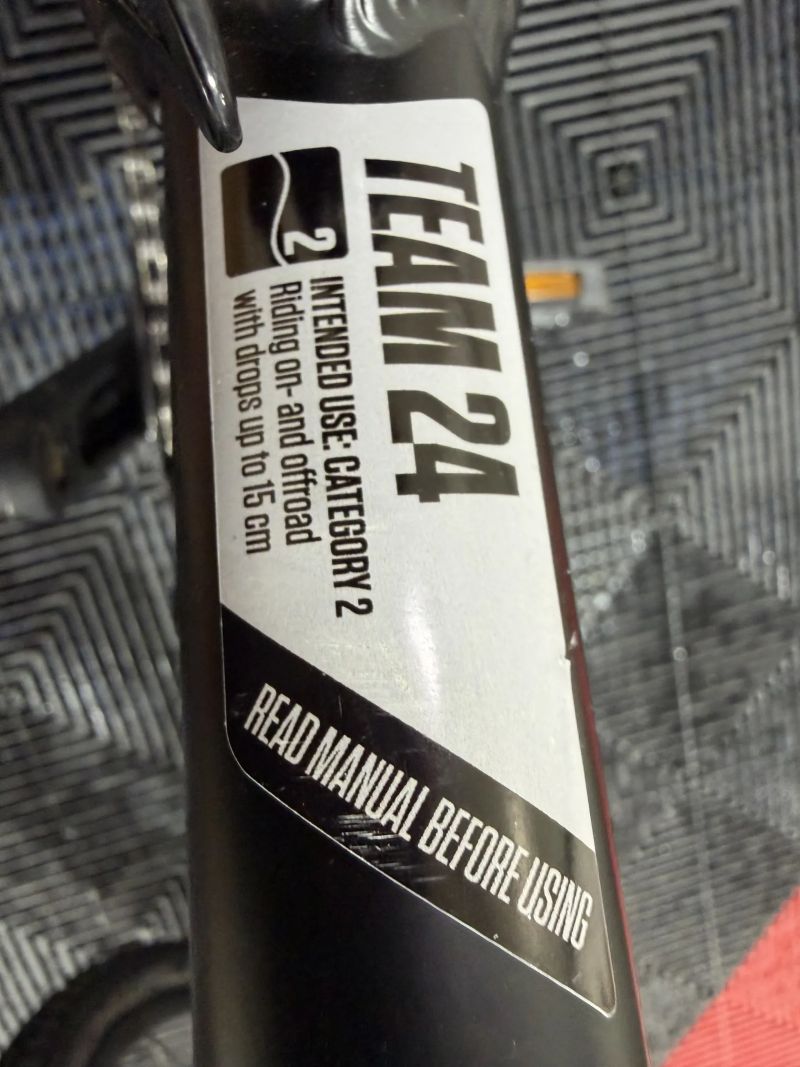 TEAM 24
2
INTENDED USE: CATEGORY 2
Riding on- and offroad
with drops up to 15 cm
READ MANUAL BEFORE USING